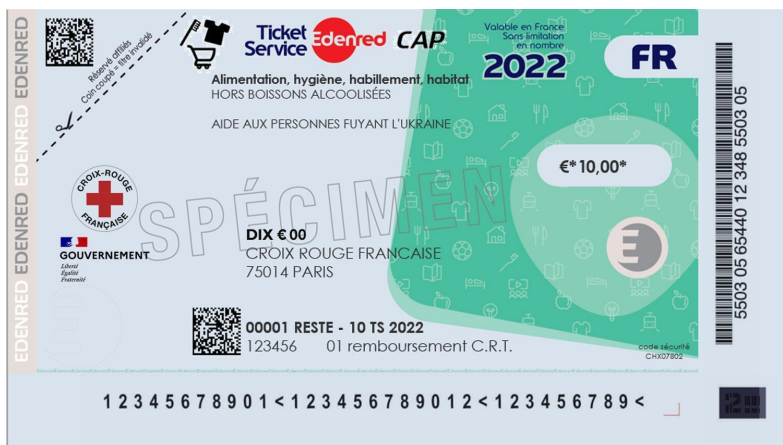 EDENRED EDENRED EDENRED EDENRED
Réservé affiliés
Coin coupé = titre invalidé
Ticket
Service
Edenred
CAP
Valable en France
Sans limitation
en nombre
2022
FR
Alimentation, hygiène, habillement, habitat
HORS BOISSONS ALCOOLISÉES
AIDE AUX PERSONNES FUYANT L'UKRAINE
€*10,00*
CROIX-ROUGE
FRANÇAISE
SPÉCIMEN
GOUVERNEMENT
Liberté
Égalité
Fraternité
DIX € 00
CROIX ROUGE FRANCAISE
75014 PARIS
E
00001 RESTE - 10 TS 2022
123456 01 remboursement C.R.T.
code sécurité
CHX07802
5503 05 65440 12 348 5503 05
12345678901<123456789012<123456789<